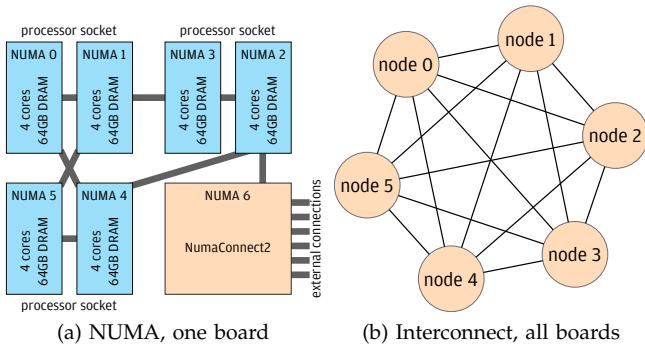 processor socket
processor socket
NUMA 0
NUMA 1
NUMA 3
NUMA 2
4 cores
64GB DRAM
4 cores
64GB DRAM
4 cores
64GB DRAM
4 cores
64GB DRAM
NUMA 5
NUMA 4
NUMA 6
4 cores
64GB DRAM
4 cores
64GB DRAM
NumaConnect2
external connections
processor socket
node 0
node 1
node 2
node 5
node 3
node 4
(a) NUMA, one board
(b) Interconnect, all boards